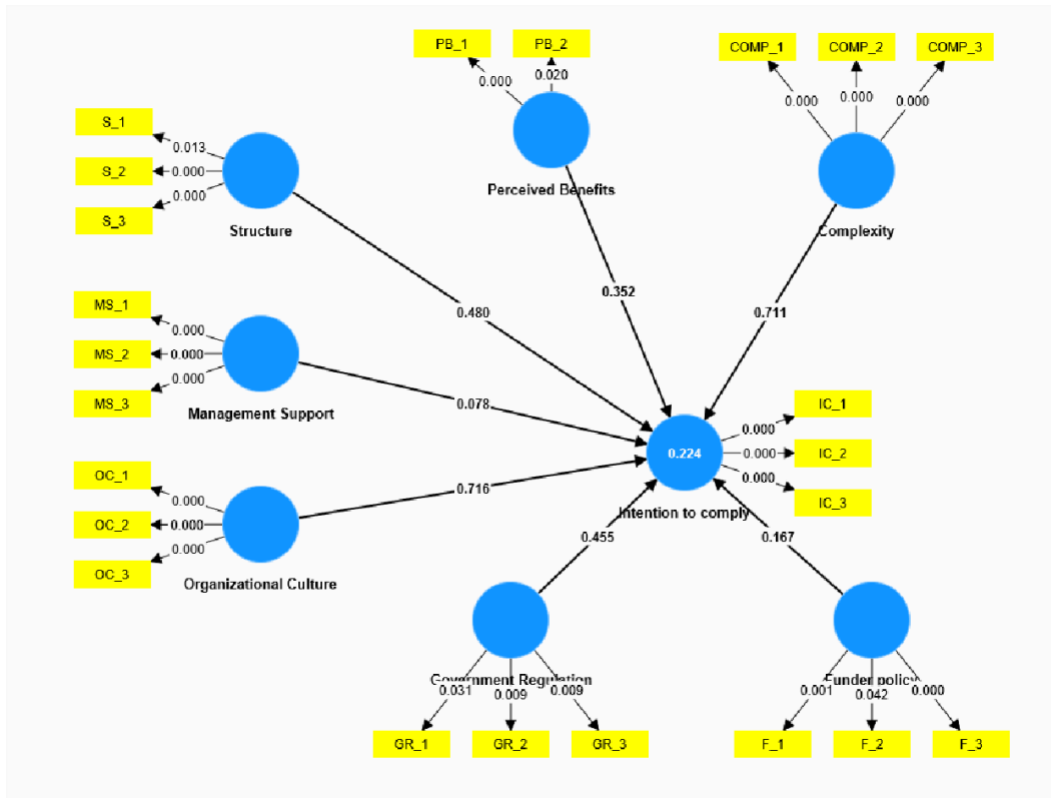 PB_1
PB_2
0.000
0.020
Perceived Benefits
COMP_1
COMP_2
COMP_3
0.000
0.000
0.000
Complexity
S_1
S_2
S_3
0.013
0.000
0.000
Structure
0.480
0.352
0.711
MS_1
MS_2
MS_3
0.000
0.000
0.000
Management Support
0.078
OC_1
OC_2
OC_3
0.000
0.000
0.000
Organizational Culture
0.716
0.224
Intention to comply
IC_1
IC_2
IC_3
0.000
0.000
0.000
0.455
0.167
Government Regulation
0.031
0.009
0.009
GR_1
GR_2
GR_3
Funder policy
0.001
0.042
0.000
F_1
F_2
F_3